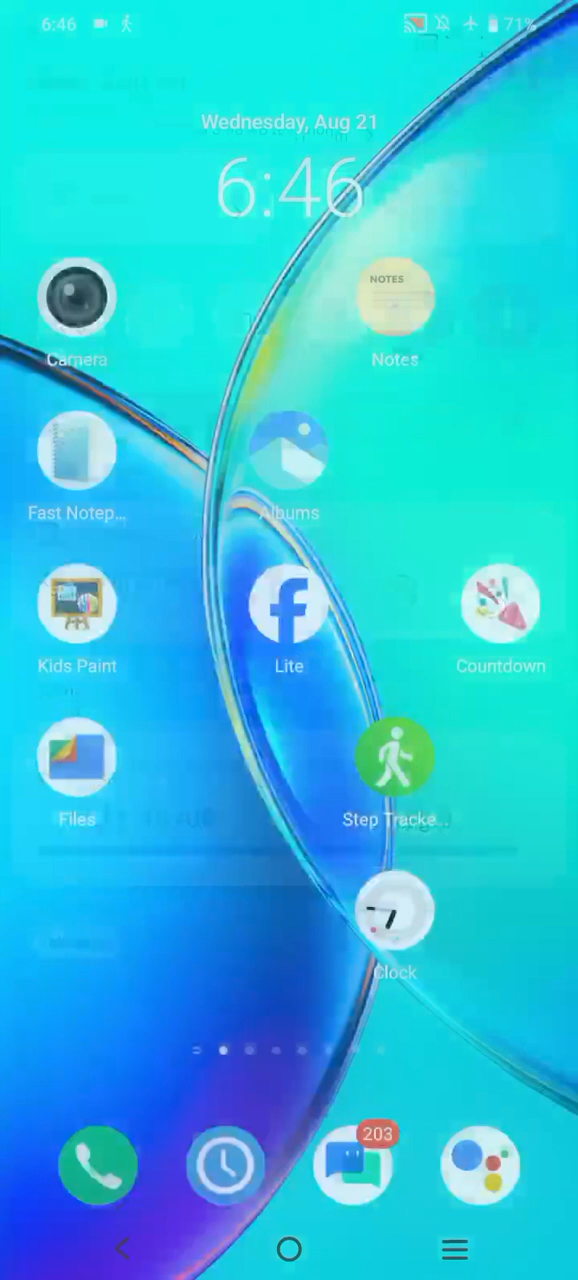 6:46
71%
Wednesday, Aug 21
6:46
NOTES
Camera
Notes
Fast Notep...
Albums
Kids Paint
Lite
Countdown
Files
Step Tracke...
Clock
203